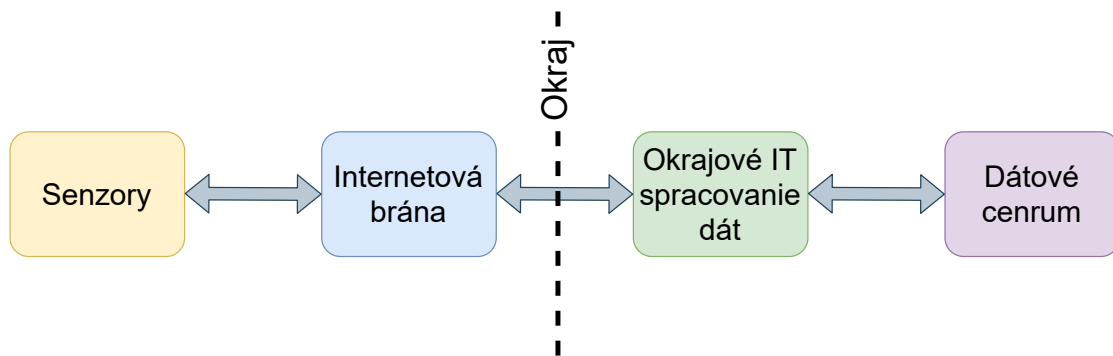 Okraj
Senzory
Internetová
brána
Okrajové IT
spracovanie
dát
Dátové
cenrum